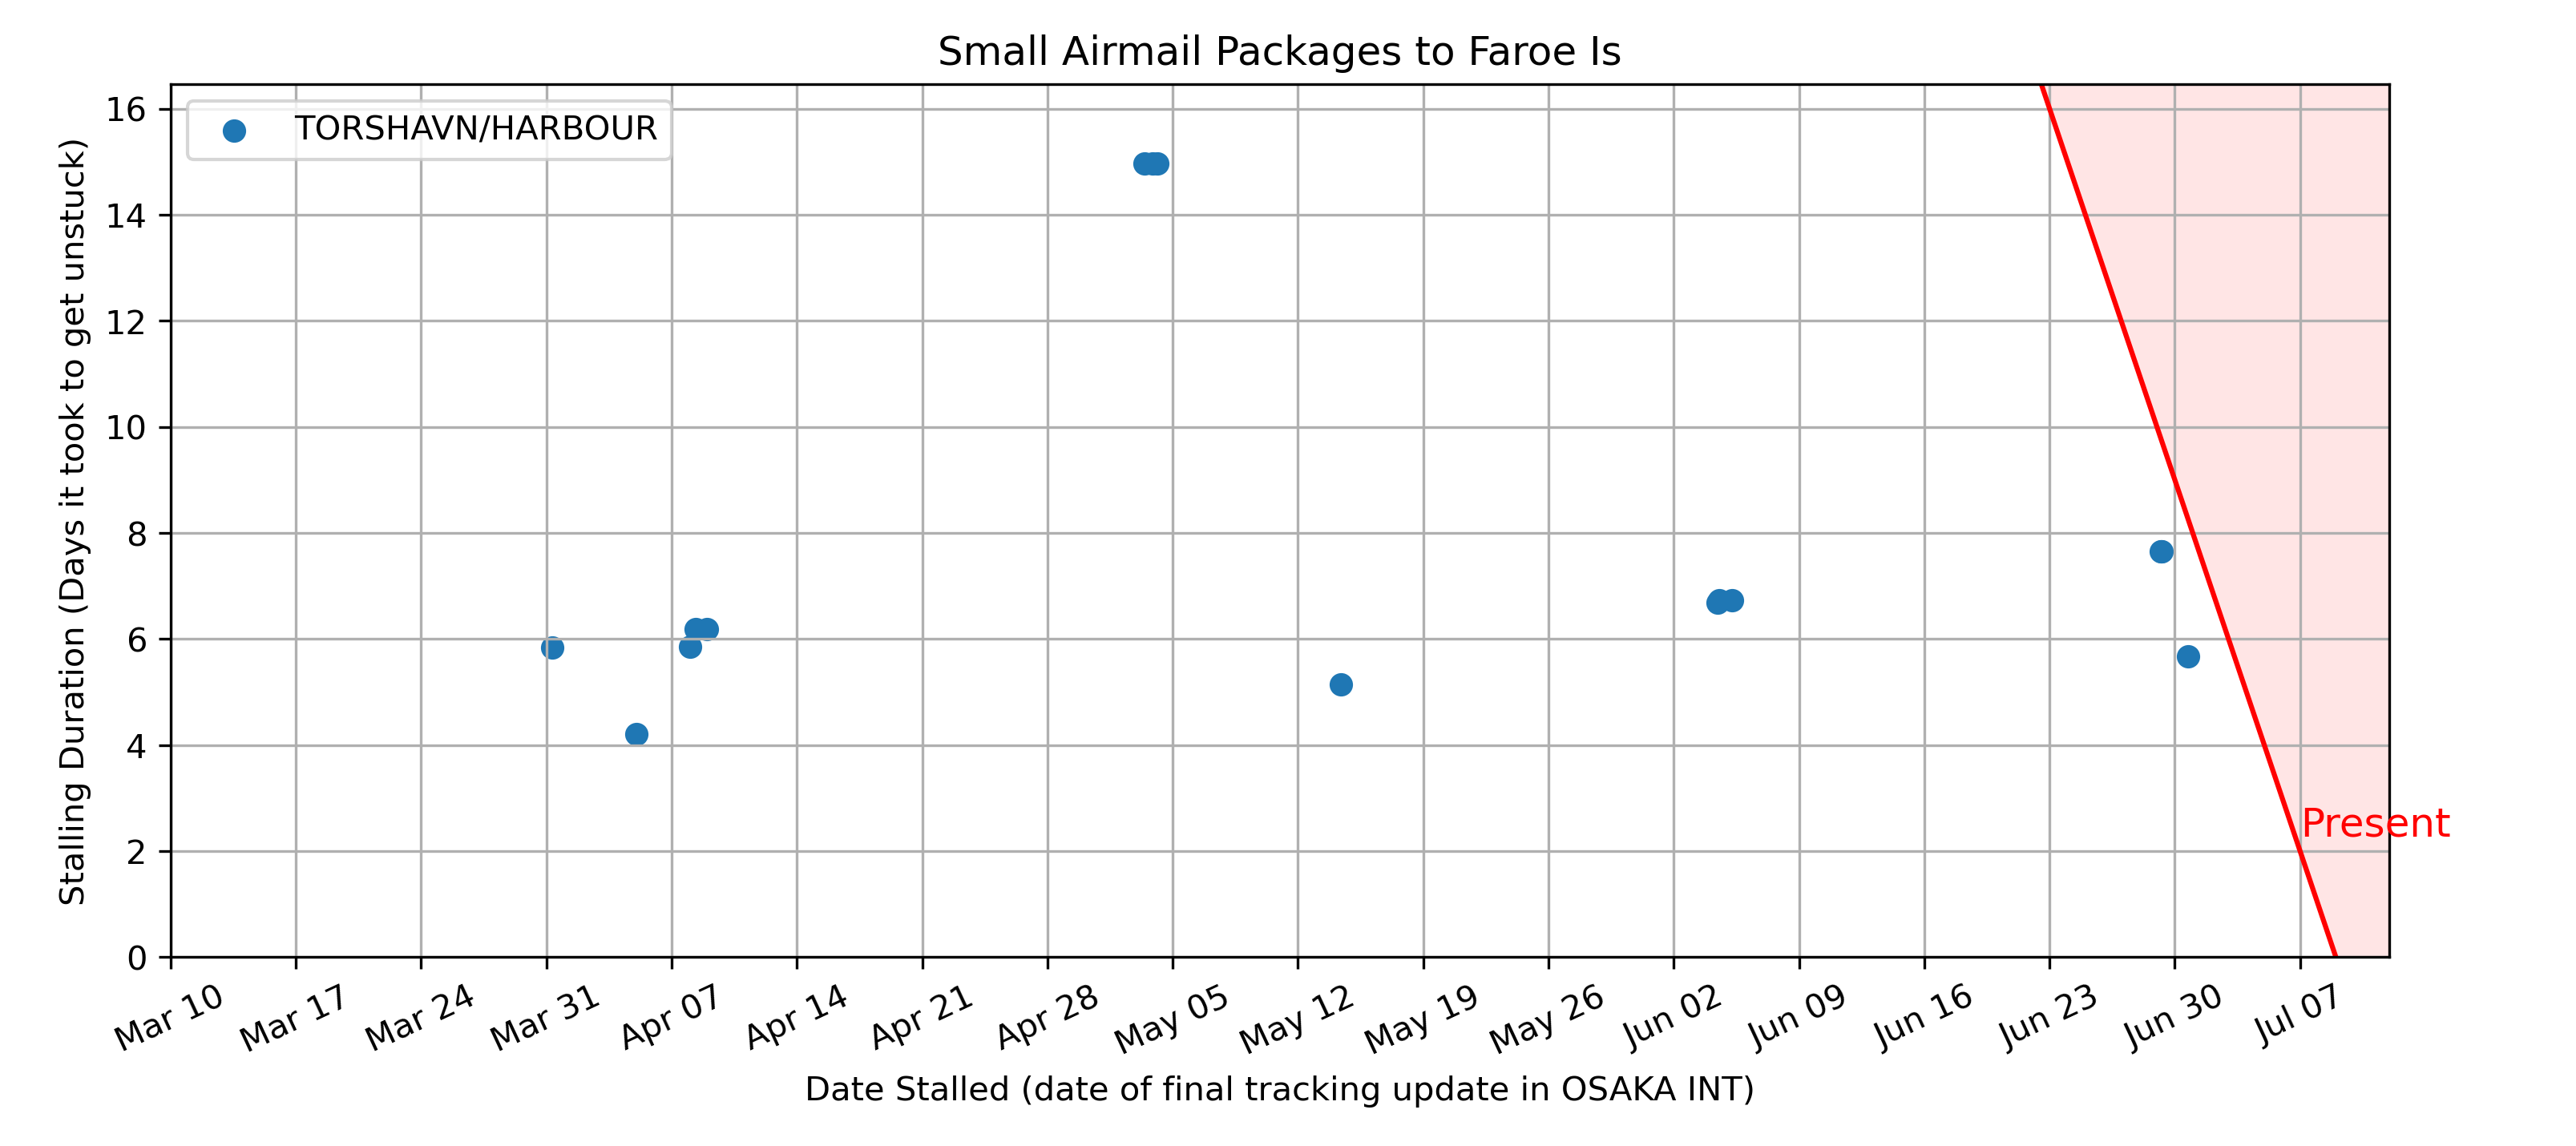 Small Airmail Packages to Faroe Is
TORSHAVN/HARBOUR
Stalling Duration (Days it took to get unstuck)
16
14
12
10
8
6
4
2
0
Present
Mar 10 Mar 17 Mar 24 Mar 31 Apr 07 Apr 14 Apr 21 Apr 28 May 05 May 12 May 19 May 26 Jun 02 Jun 09 Jun 16 Jun 23 Jun 30 Jul 07
Date Stalled (date of final tracking update in OSAKA INT)